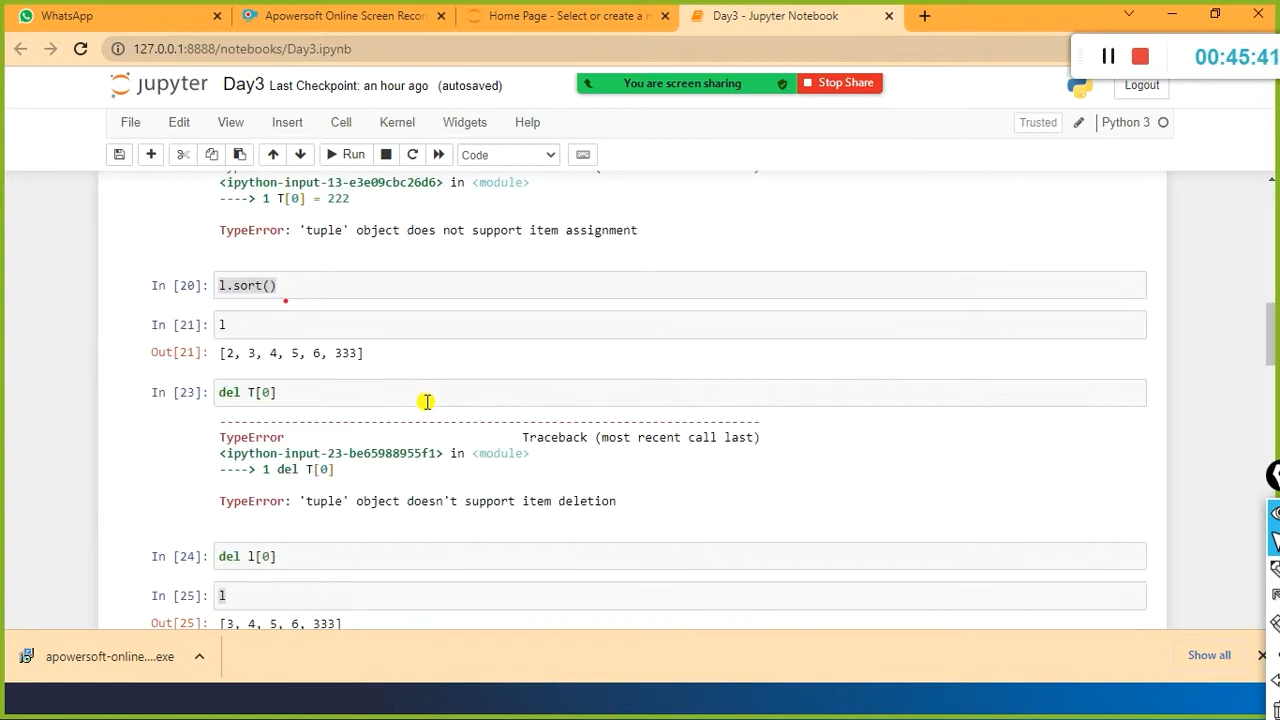 WhatsApp
Apowersoft Online Screen Recor
Home Page - Select or create a n
Day3 - Jupyter Notebook
127.0.0.1:8888/notebooks/Day3.ipynb
00:45:41
jupyter Day3 Last Checkpoint: an hour ago (autosaved)
You are screen sharing
Stop Share
Logout
File Edit View Insert Cell Kernel Widgets Help
Trusted
Python 3
Run
Code
<ipython-input-13-e3e09cbc26d6> in <module>
----> 1 T[0] = 222
TypeError: 'tuple' object does not support item assignment
In [20]: l.sort()
In [21]: l
Out[21]: [2, 3, 4, 5, 6, 333]
In [23]: del T[0]
---------------------------------------------------------------------------
TypeError Traceback (most recent call last)
<ipython-input-23-be65988955f1> in <module>
----> 1 del T[0]
TypeError: 'tuple' object doesn't support item deletion
In [24]: del l[0]
In [25]: l
Out[25]: [3, 4, 5, 6, 333]
apowersoft-online....exe
Show all